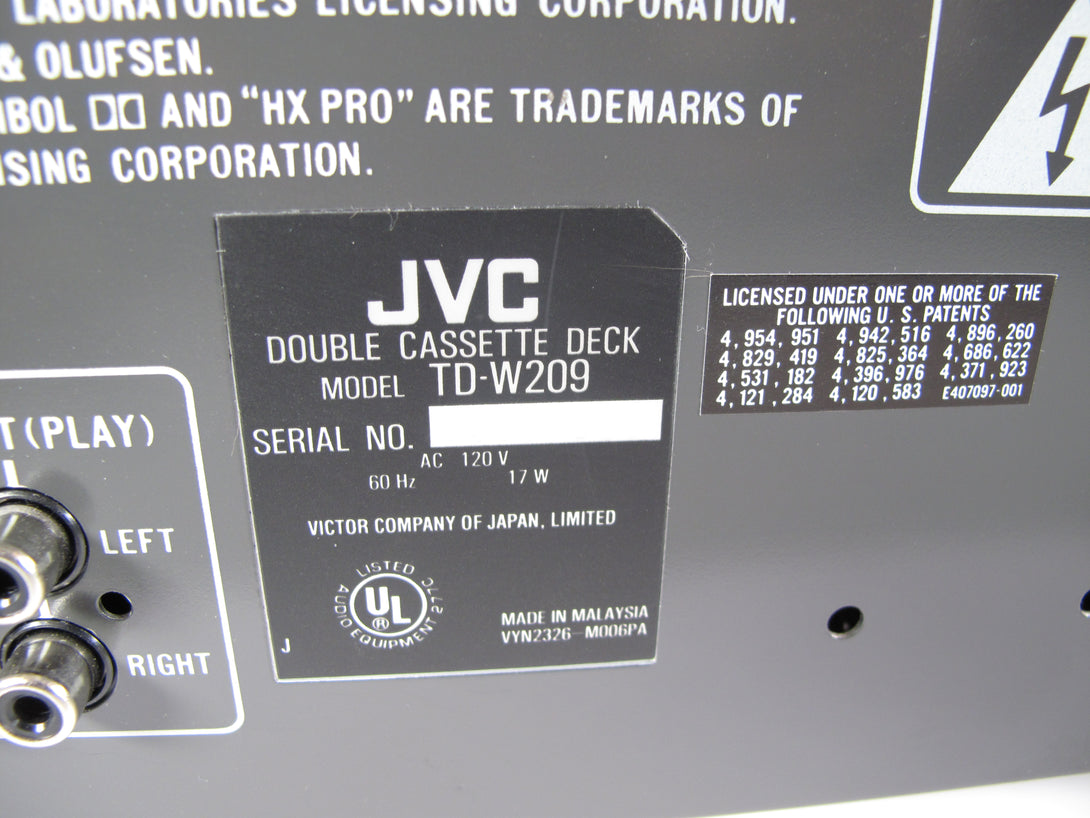 LABORATORIES LICENSING CORPORATION.
& OLUFSEN.
AND "HX PRO" ARE TRADEMARKS OF
CORPORATION.
JVC
DOUBLE CASSETTE DECK
MODEL TD-W209
SERIAL NO.
AC 120 V
60 Hz 17 W
VICTOR COMPANY OF JAPAN, LIMITED
LISTED
UL
®
AUDIO EQUIPMENT 277C
MADE IN MALAYSIA
VYN2326-M006PA
J
LICENSED UNDER ONE OR MORE OF THE
FOLLOWING U. S. PATENTS
4,954,951 4,942,516 4,896,260
4,829,419 4,825,364 4,686,622
4,531,182 4,396,976 4,371,923
4,121,284 4,120,583 E407097-001
(PLAY)
LEFT
RIGHT